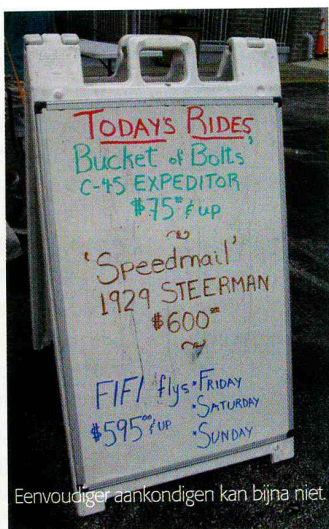 TODAY'S RIDES
'Bucket of Bolts'
C-45 EXPEDITOR
$75⁰⁰ & up
'Speedmail'
1929 STEERMAN
$600⁰⁰
FIFI flys • FRIDAY
$595⁰⁰ & UP • SATURDAY
• SUNDAY
Eenvoudiger aankondigen kan bijna niet.